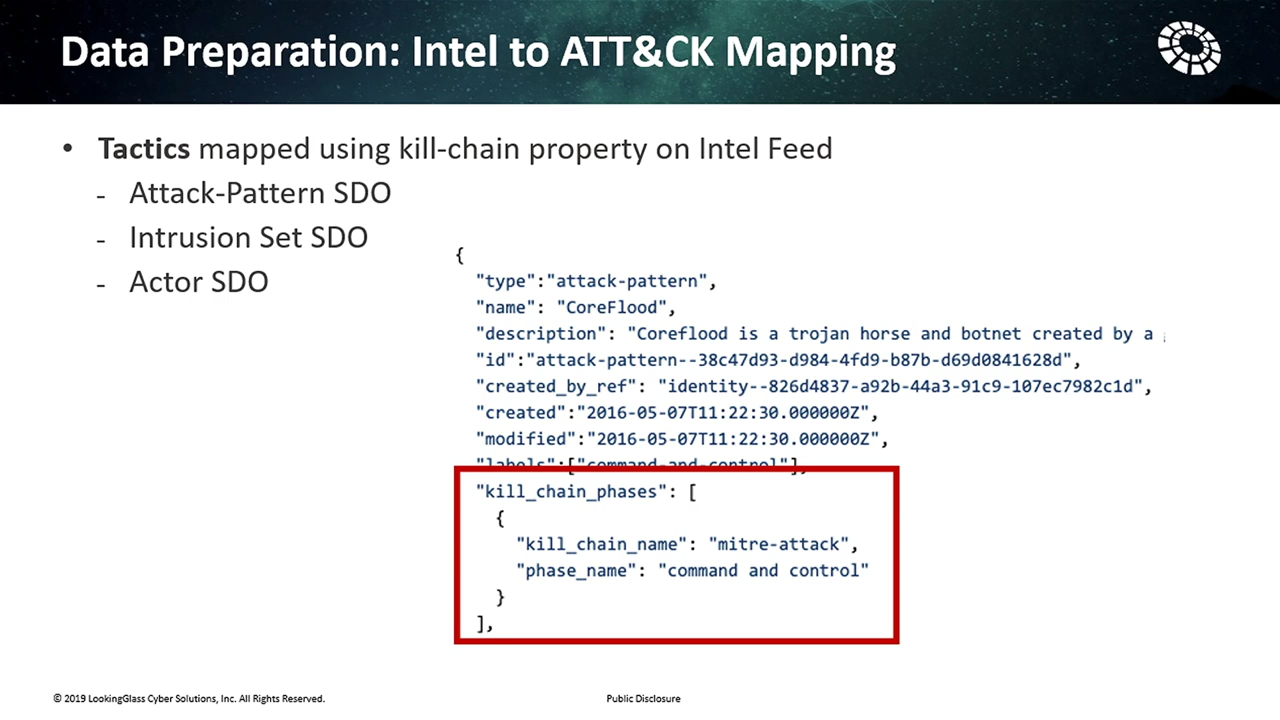 Data Preparation: Intel to ATT&CK Mapping
• Tactics mapped using kill-chain property on Intel Feed
- Attack-Pattern SDO
- Intrusion Set SDO
- Actor SDO
{
"type":"attack-pattern",
"name": "CoreFlood",
"description": "Coreflood is a trojan horse and botnet created by a
"id":"attack-pattern--38c47d93-d984-4fd9-b87b-d69d0841628d",
"created_by_ref": "identity--826d4837-a92b-44a3-91c9-107ec7982c1d",
"created":"2016-05-07T11:22:30.000000Z",
"modified":"2016-05-07T11:22:30.000000Z",
"labels":["command-and-control"],
"kill_chain_phases": [
{
"kill_chain_name": "mitre-attack",
"phase_name": "command and control"
}
],
© 2019 LookingGlass Cyber Solutions, Inc. All Rights Reserved.
Public Disclosure